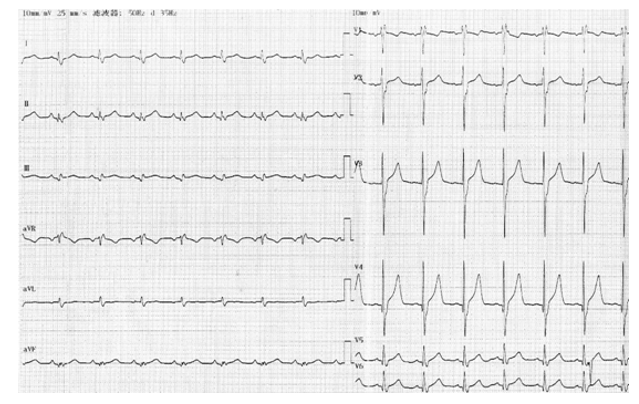 10mm/mV 25 mm/s 滤波器: 50Hz d 35Hz
10mm/mV
I
II
III
aVR
aVL
aVF
V1
V2
V3
V4
V5
V6